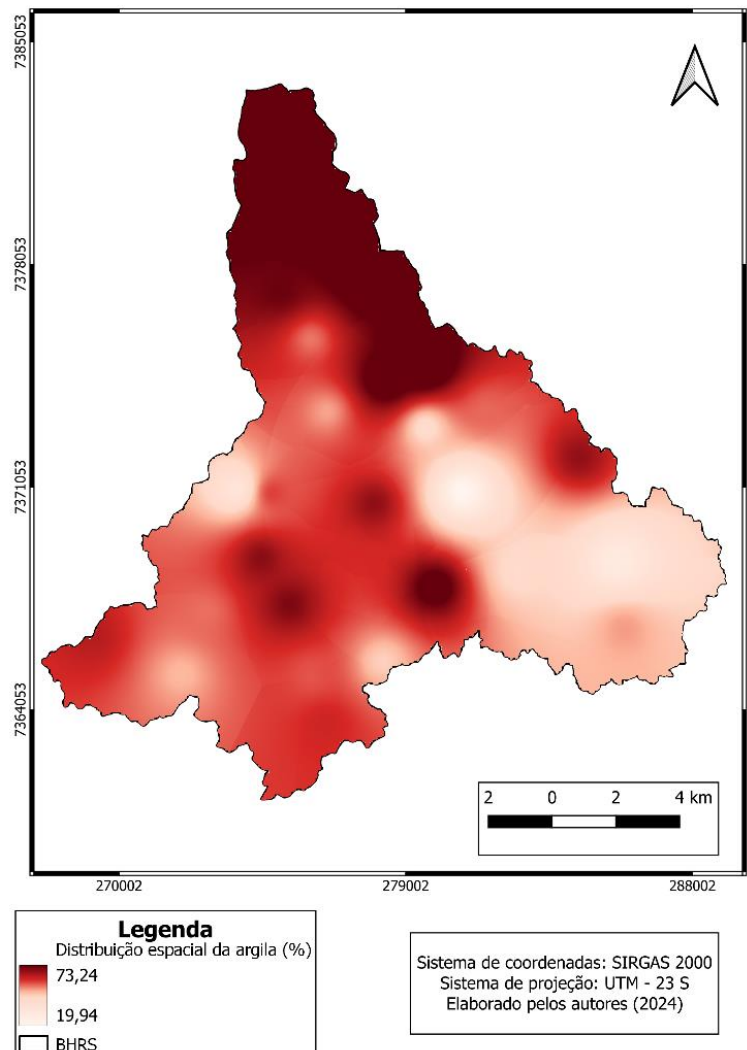 7385053
7378053
7371053
7364053
2 0 2 4 km
270002 279002 288002
Legenda
Distribuição espacial da argila (%)
73,24
19,94
BHRS
Sistema de coordenadas: SIRGAS 2000
Sistema de projeção: UTM - 23 S
Elaborado pelos autores (2024)